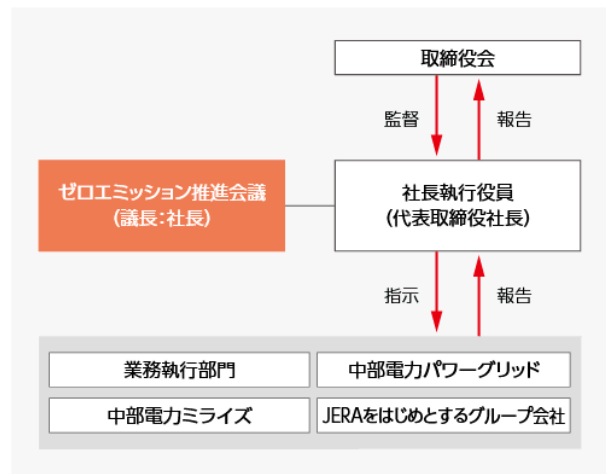 取締役会
監督
報告
ゼロエミッション推進会議
(議長:社長)
社長執行役員
(代表取締役社長)
指示
報告
業務執行部門
中部電力パワーグリッド
中部電力ミライズ
JERAをはじめとするグループ会社